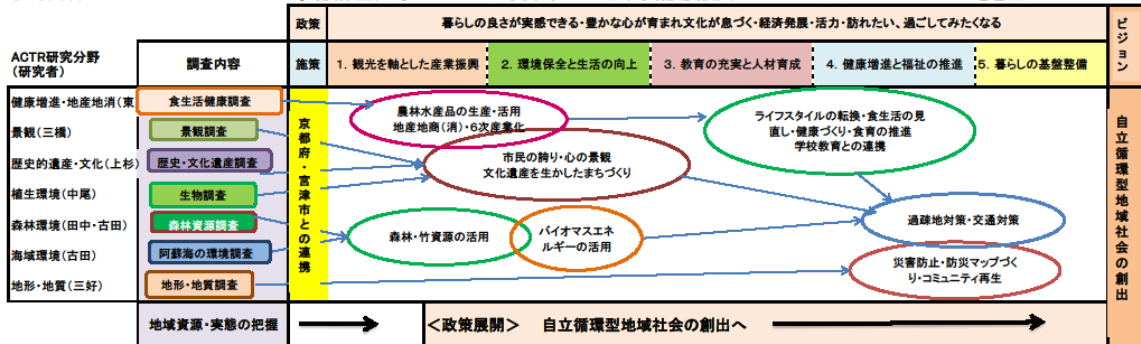 政策
暮らしの良さが実感できる・豊かな心が育まれ文化が息づく・経済発展・活力・訪れたい、過ごしてみたくなる
ビジョン
ACTR研究分野
(研究者)
調査内容
施策
1. 観光を軸とした産業振興
2. 環境保全と生活の向上
3. 教育の充実と人材育成
4. 健康増進と福祉の推進
5. 暮らしの基盤整備
健康増進・地産地消(東
食生活健康調査
景観(三橋)
景観調査
歴史的遺産・文化(上杉)
歴史・文化遺産調査
植生環境(中尾)
生物調査
森林環境(田中・古田)
森林資源調査
海域環境(古田)
阿蘇海の環境調査
地形・地質(三好)
地形・地質調査
京都府・宮津市との連携
農林水産品の生産・活用
地産地商(消)・6次産業化
市民の誇り・心の景観
文化遺産を生かしたまちづくり
森林・竹資源の活用
バイオマスエネ
ルギーの活用
ライフスタイルの転換・食生活の見
直し・健康づくり・食育の推進
学校教育との連携
過疎地対策・交通対策
災害防止・防災マップづく
り・コミュニティ再生
自立循環型地域社会の創出
地域資源・実態の把握
＜政策展開＞ 自立循環型地域社会の創出へ